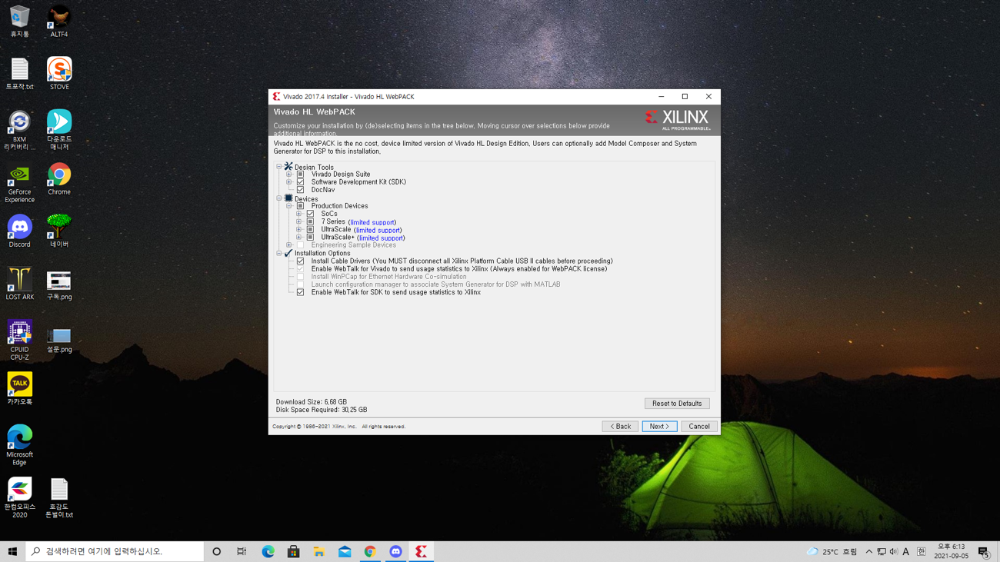 휴지통
ALTF4
트포작.txt
STOVE
BXM
리커버리 ...
다운로드
매니저
GeForce
Experience
Chrome
Discord
네이버
LOST ARK
구독.png
CPUID
CPU-Z
설문.png
TALK
카카오톡
Microsoft
Edge
한컴오피스
2020
호감도
돈벌이.txt
Vivado 2017.4 Installer - Vivado HL WebPACK
Vivado HL WebPACK
Customize your installation by (de)selecting items in the tree below. Moving cursor over selections below provide
additional information.
XILINX
ALL PROGRAMMABLE.
Vivado HL WebPACK is the no cost, device limited version of Vivado HL Design Edition. Users can optionally add Model Composer and System
Generator for DSP to this installation.
Design Tools
Vivado Design Suite
Software Development Kit (SDK)
DocNav
Devices
Production Devices
SoCs
7 Series (limited support)
UltraScale (limited support)
UltraScale+ (limited support)
Engineering Sample Devices
Installation Options
Install Cable Drivers (You MUST disconnect all Xilinx Platform Cable USB II cables before proceeding)
Enable WebTalk for Vivado to send usage statistics to Xilinx (Always enabled for WebPACK license)
Install WinPCap for Ethernet Hardware Co-simulation
Launch configuration manager to associate System Generator for DSP with MATLAB
Enable WebTalk for SDK to send usage statistics to Xilinx
Download Size: 6.68 GB
Disk Space Required: 30.25 GB
Reset to Defaults
Copyright © 1986-2021 Xilinx, Inc. All rights reserved.
< Back
Next >
Cancel
검색하려면 여기에 입력하십시오.
25°C 흐림
A
한
오후 6:13
2021-09-05
5